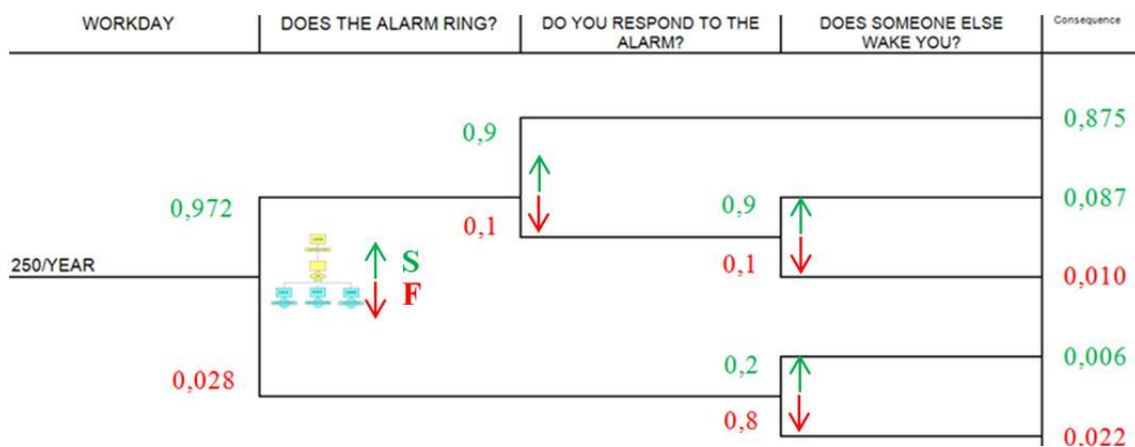 WORKDAY
DOES THE ALARM RING?
DO YOU RESPOND TO THE
ALARM?
DOES SOMEONE ELSE
WAKE YOU?
Consequence
0,9
0,875
0,972
0,1
0,9
0,087
250/YEAR
S
F
0,1
0,010
0,028
0,2
0,006
0,8
0,022